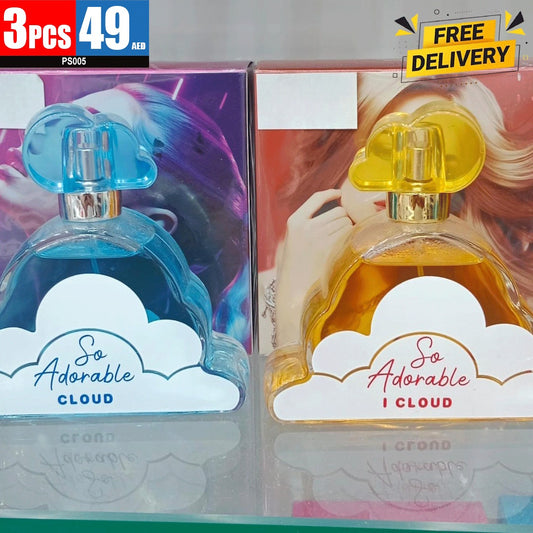 3PCS 49 AED
PS005
FREE
DELIVERY
So
Adorable
CLOUD
So
Adorable
I CLOUD